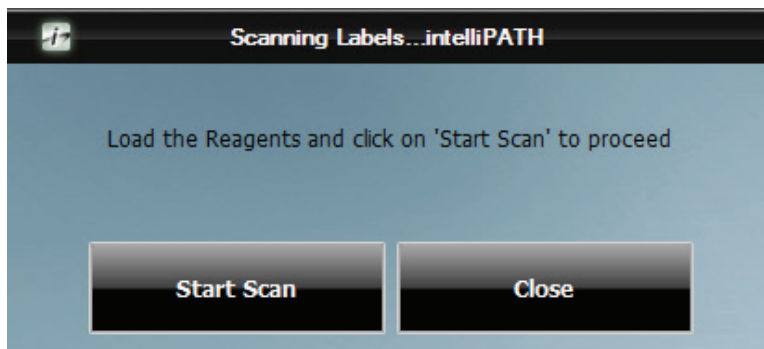 Scanning Labels...intelliPATH
Load the Reagents and click on 'Start Scan' to proceed
Start Scan
Close